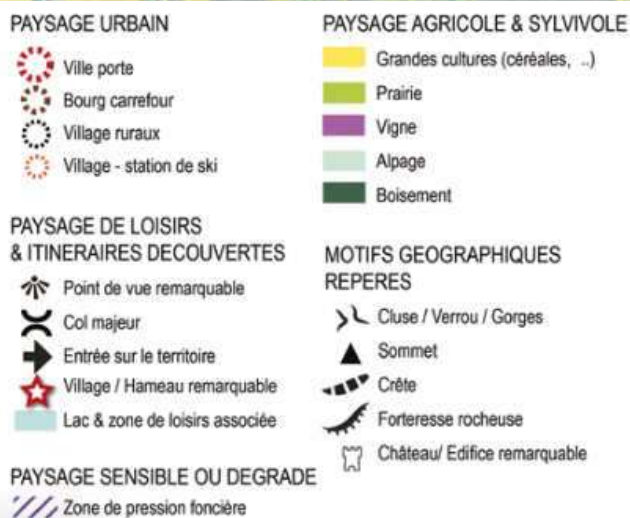 PAYSAGE URBAIN
Ville porte
Bourg carrefour
Village ruraux
Village - station de ski
PAYSAGE DE LOISIRS
& ITINERAIRES DECOUVERTES
Point de vue remarquable
Col majeur
Entrée sur le territoire
Village / Hameau remarquable
Lac & zone de loisirs associée
PAYSAGE SENSIBLE OU DEGRADE
Zone de pression foncière
PAYSAGE AGRICOLE & SYLVIVOLE
Grandes cultures (céréales, ..)
Prairie
Vigne
Alpage
Boisement
MOTIFS GEOGRAPHIQUES
REPERES
Cluse / Verrou / Gorges
Sommet
Crête
Forteresse rocheuse
Château/ Edifice remarquable